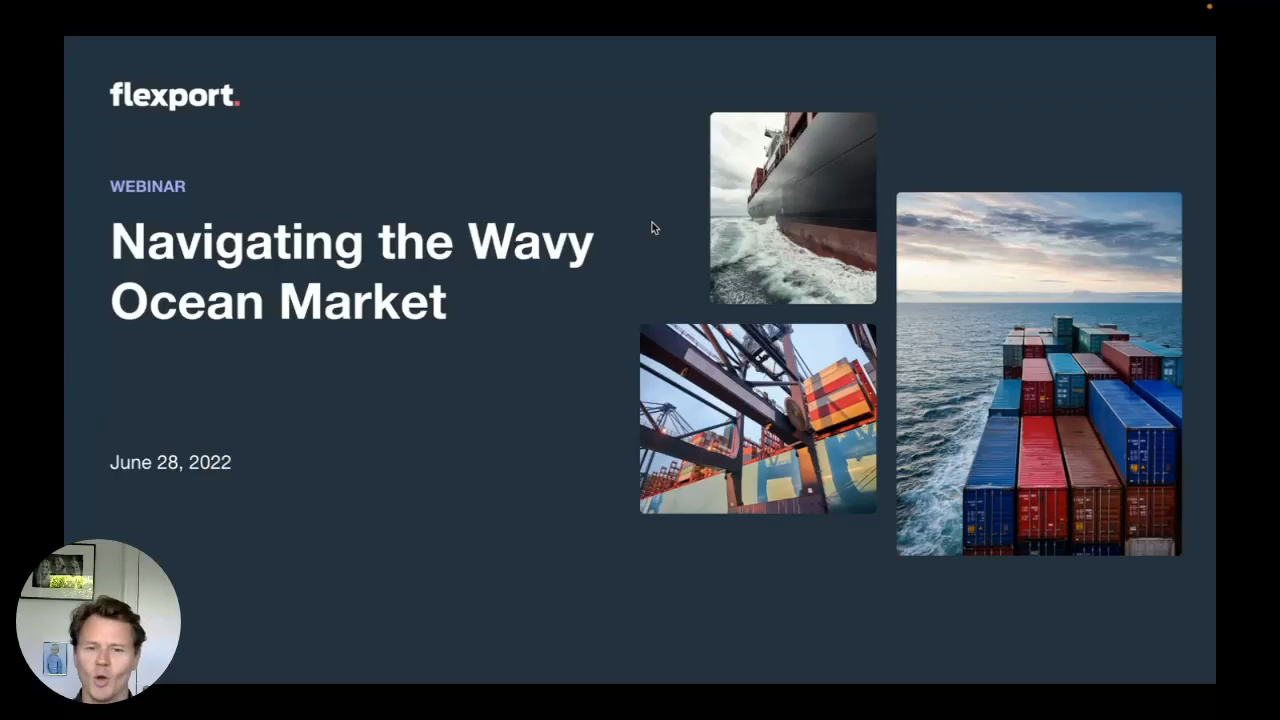 flexport.
WEBINAR
Navigating the Wavy
Ocean Market
June 28, 2022